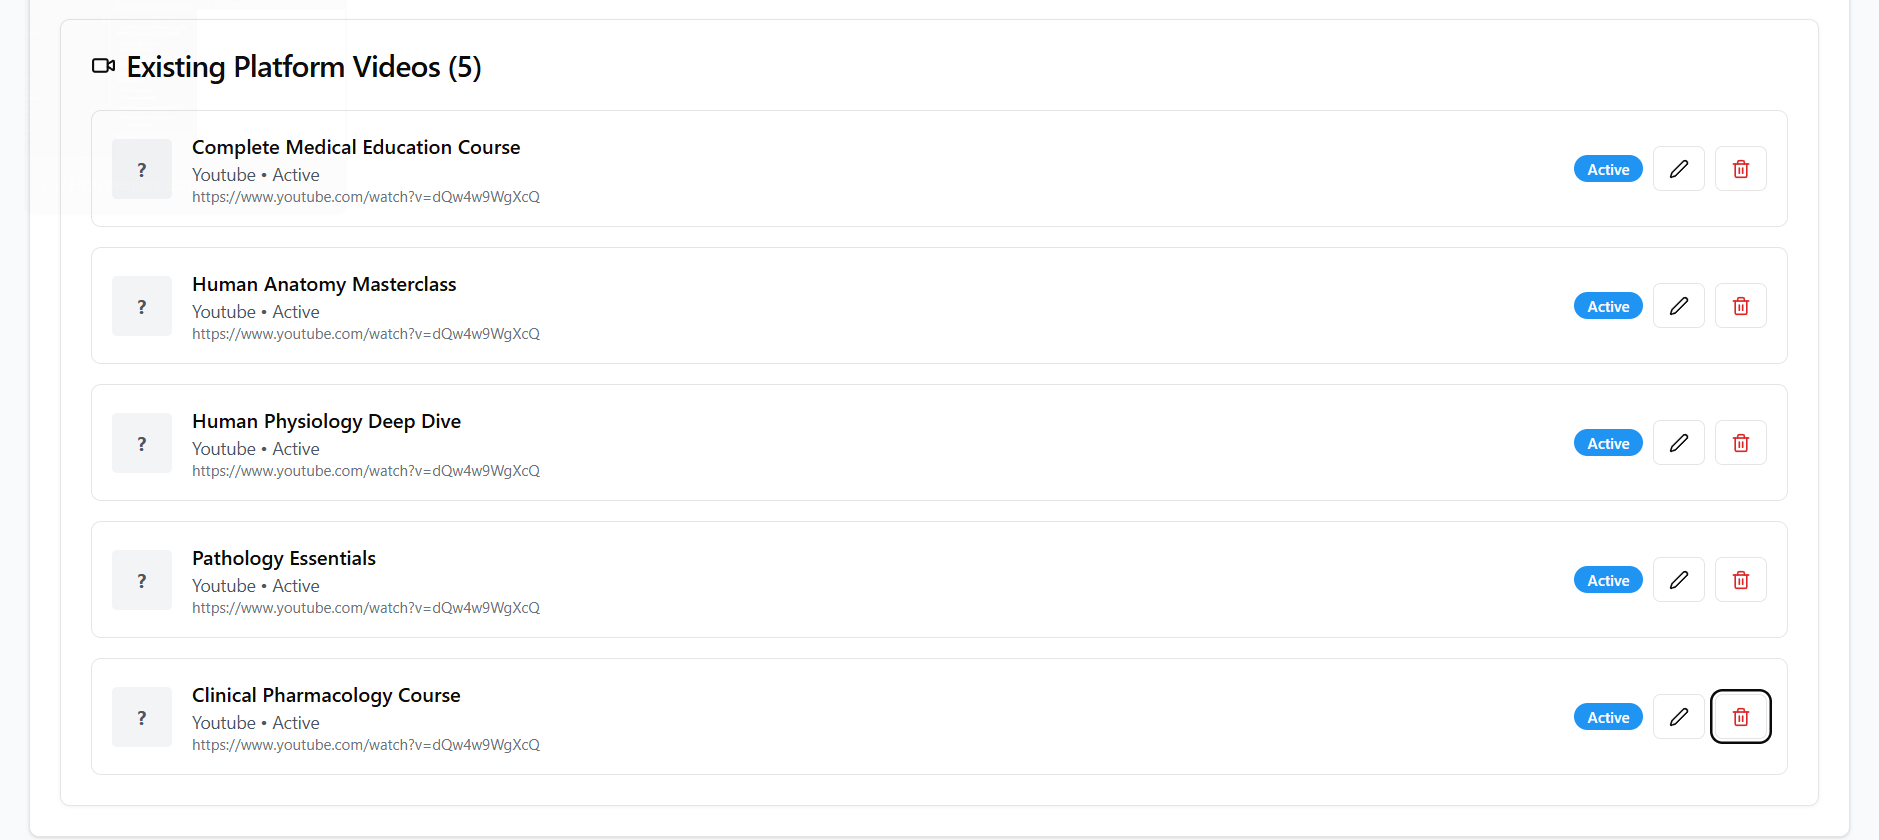 Existing Platform Videos (5)
?
Complete Medical Education Course
Youtube • Active
https://www.youtube.com/watch?v=dQw4w9WgXcQ
Active
?
Human Anatomy Masterclass
Youtube • Active
https://www.youtube.com/watch?v=dQw4w9WgXcQ
Active
?
Human Physiology Deep Dive
Youtube • Active
https://www.youtube.com/watch?v=dQw4w9WgXcQ
Active
?
Pathology Essentials
Youtube • Active
https://www.youtube.com/watch?v=dQw4w9WgXcQ
Active
?
Clinical Pharmacology Course
Youtube • Active
https://www.youtube.com/watch?v=dQw4w9WgXcQ
Active